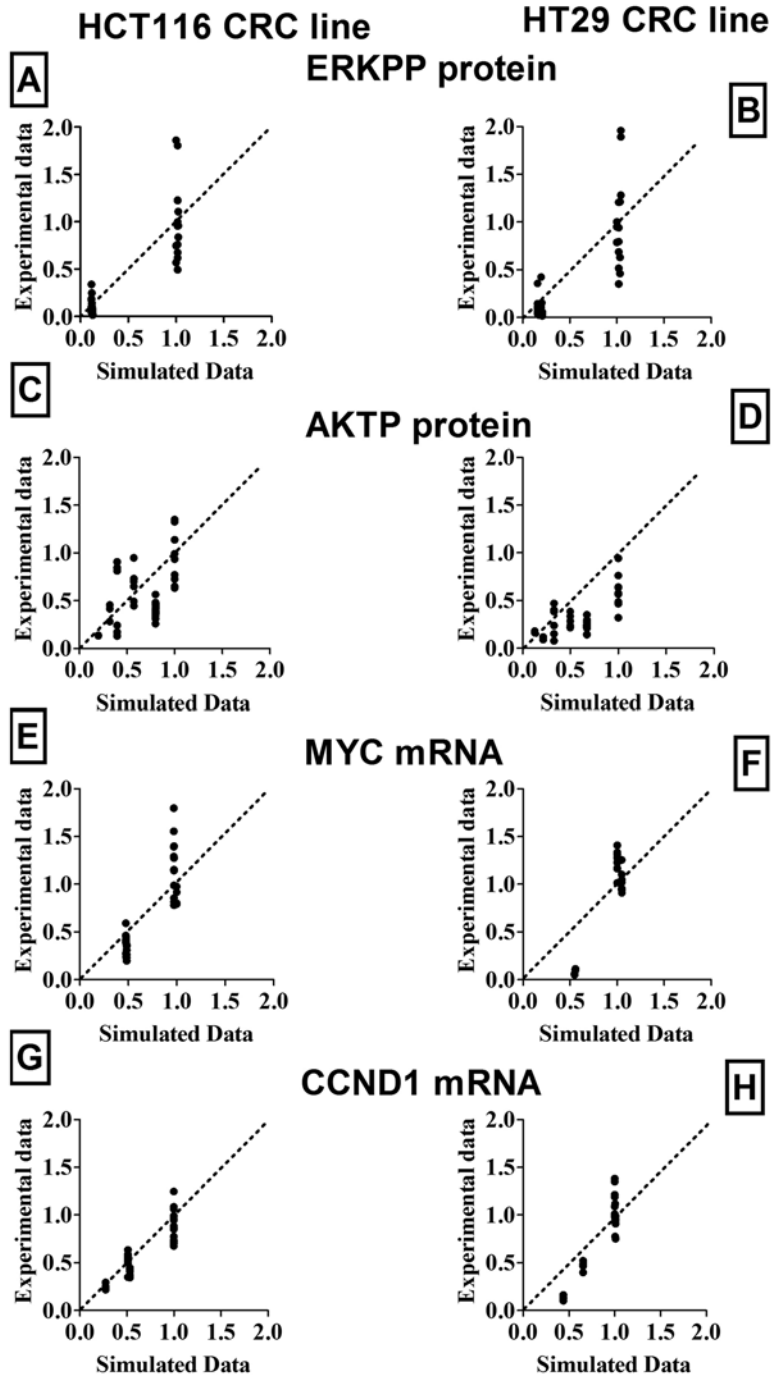 HCT116 CRC line
HT29 CRC line
ERKPP protein
A
B
Experimental data
2.0
1.5
1.0
0.5
0.0
0.0 0.5 1.0 1.5 2.0
Simulated Data
Experimental data
2.0
1.5
1.0
0.5
0.0
0.0 0.5 1.0 1.5 2.0
Simulated Data
AKTP protein
C
D
Experimental data
2.0
1.5
1.0
0.5
0.0
0.0 0.5 1.0 1.5 2.0
Simulated Data
Experimental data
2.0
1.5
1.0
0.5
0.0
0.0 0.5 1.0 1.5 2.0
Simulated Data
MYC mRNA
E
F
Experimental data
2.0
1.5
1.0
0.5
0.0
0.0 0.5 1.0 1.5 2.0
Simulated Data
Experimental data
2.0
1.5
1.0
0.5
0.0
0.0 0.5 1.0 1.5 2.0
Simulated Data
CCND1 mRNA
G
H
Experimental data
2.0
1.5
1.0
0.5
0.0
0.0 0.5 1.0 1.5 2.0
Simulated Data
Experimental data
2.0
1.5
1.0
0.5
0.0
0.0 0.5 1.0 1.5 2.0
Simulated Data